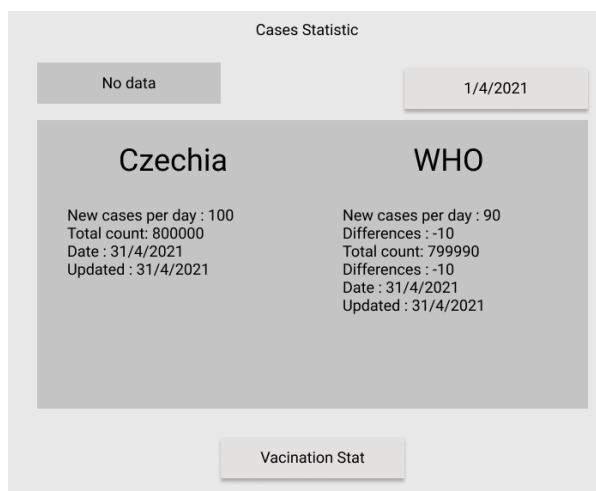 Cases Statistic
No data
1/4/2021
Czechia
New cases per day : 100
Total count: 800000
Date : 31/4/2021
Updated : 31/4/2021
WHO
New cases per day : 90
Differences : -10
Total count: 799990
Differences : -10
Date : 31/4/2021
Updated : 31/4/2021
Vacination Stat